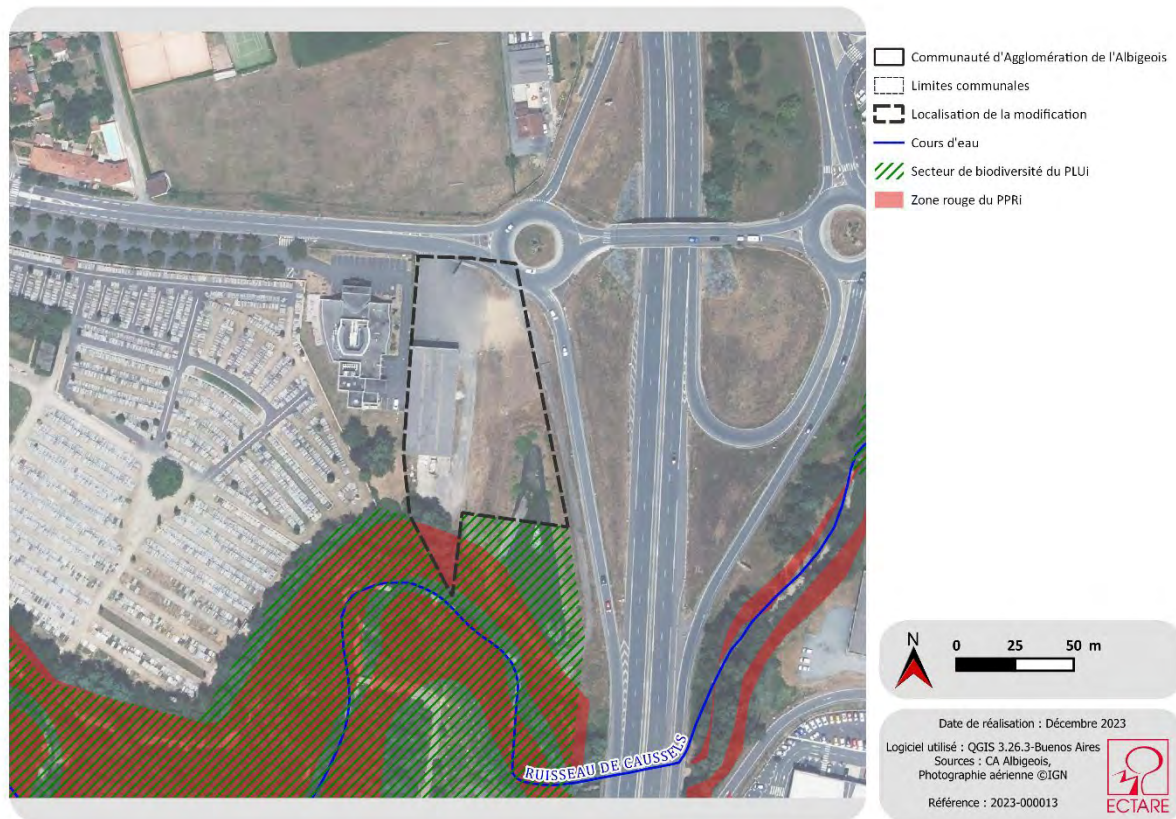 Communauté d'Agglomération de l'Albigeois
Limites communales
Localisation de la modification
Cours d'eau
Secteur de biodiversité du PLUi
Zone rouge du PPRi
RUISSEAU DE CAUSSELS
N
0 25 50 m
Date de réalisation : Décembre 2023
Logiciel utilisé : QGIS 3.26.3-Buenos Aires
Sources : CA Albigeois,
Photographie aérienne ©IGN
Référence : 2023-000013
ECTARE